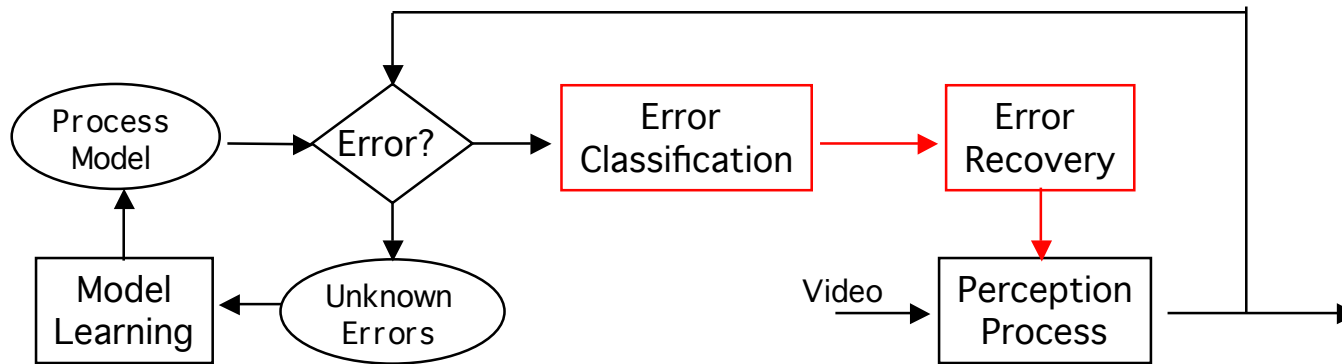 Process
Model
Error?
Error
Classification
Error
Recovery
Model
Learning
Unknown
Errors
Video
Perception
Process